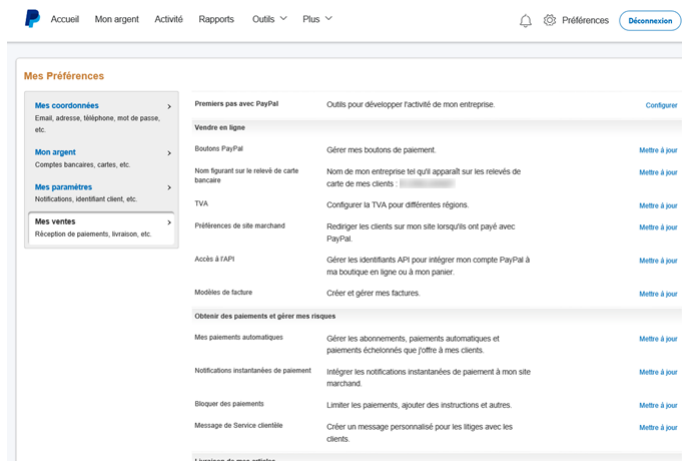 Accueil Mon argent Activité Rapports Outils Plus Préférences Déconnexion
Mes Préférences
Mes coordonnées
Email, adresse, téléphone, mot de passe,
etc.
Mon argent
Comptes bancaires, cartes, etc.
Mes paramètres
Notifications, identifiant client, etc.
Mes ventes
Réception de paiements, livraison, etc.
Premiers pas avec PayPal Outils pour développer l'activité de mon entreprise. Configurer
Vendre en ligne
Boutons PayPal Gérer mes boutons de paiement. Mettre à jour
Nom figurant sur le relevé de carte Nom de mon entreprise tel qu'il apparaît sur les relevés Mettre à jour
bancaire carte de mes clients :
TVA Configurer la TVA pour différentes régions. Mettre à jour
Préférences de site marchand Rediriger les clients sur mon site lorsqu'ils ont payé avec Mettre à jour
PayPal.
Accès à l'API Gérer les identifiants API pour intégrer mon compte PayPal à Mettre à jour
ma boutique en ligne ou à mon panier.
Modèles de facture Créer et gérer mes factures. Mettre à jour
Obtenir des paiements et gérer mes risques
Mes paiements automatiques Gérer les abonnements, paiements automatiques et Mettre à jour
paiements échelonnés que j'offre à mes clients.
Notifications instantanées de paiement Intégrer les notifications instantanées de paiement à mon site Mettre à jour
marchand.
Bloquer des paiements Limiter les paiements, ajouter des instructions et autres. Mettre à jour
Message de Service clientèle Créer un message personnalisé pour les litiges avec les Mettre à jour
clients.
Livraison de mes articles